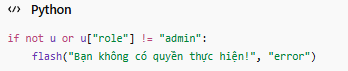 </> Python
if not u or u["role"] != "admin":
    flash("Bạn không có quyền thực hiện!", "error")